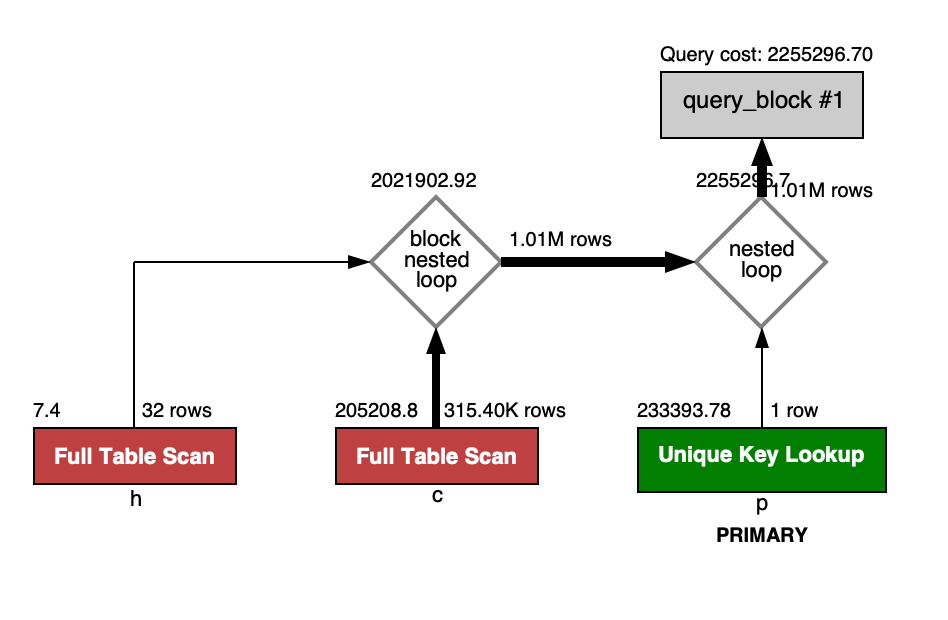 Query cost: 2255296.70
query_block #1
2021902.92
2255296.7
1.01M rows
block
nested
loop
1.01M rows
nested
loop
7.4
32 rows
205208.8
315.40K rows
233393.78
1 row
Full Table Scan
Full Table Scan
Unique Key Lookup
h
c
p
PRIMARY